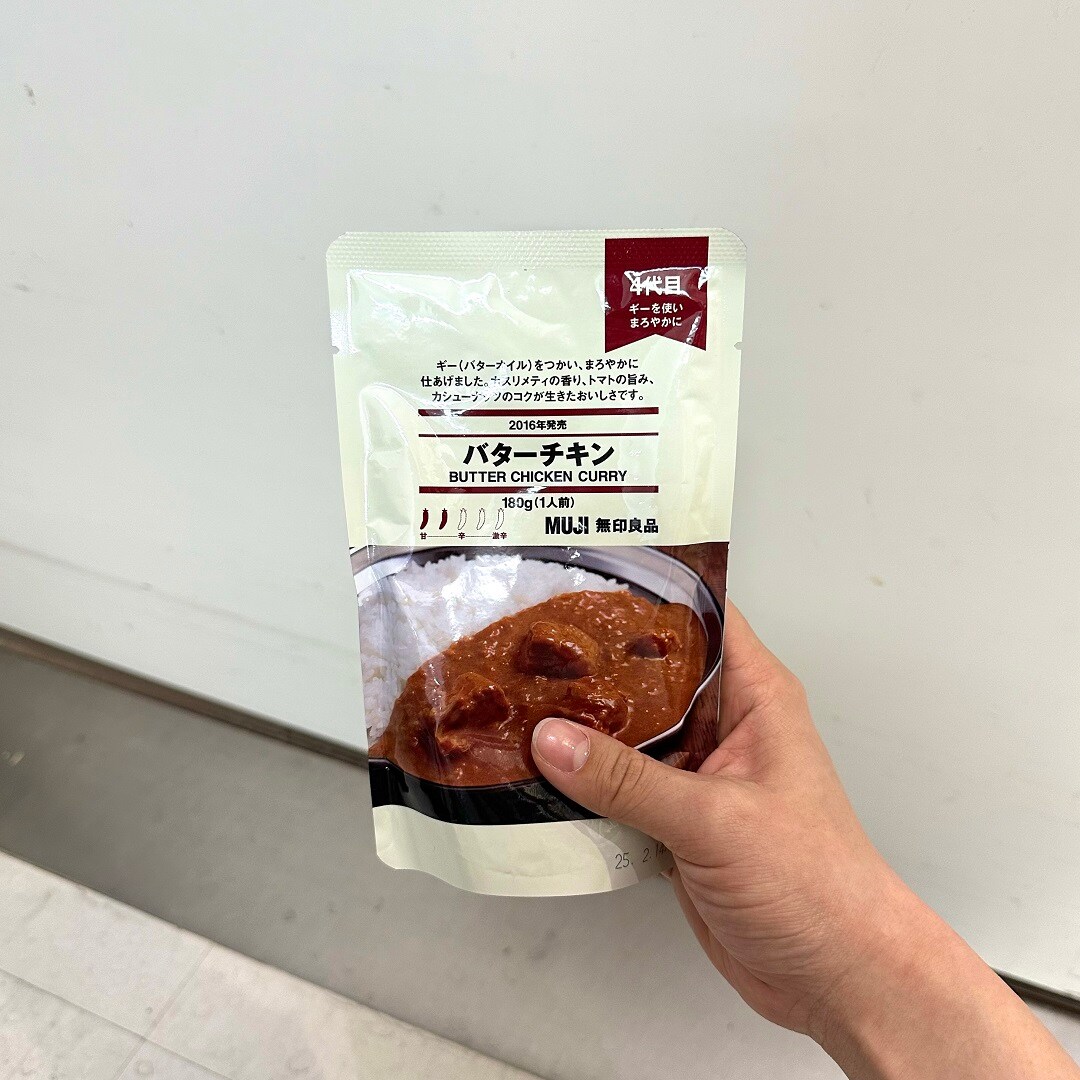 4代目
ギーを使い
まろやかに
ギー(バターオイル)をつかい、まろやかに
仕あげました。カスリメティの香り、トマトの旨み、
カシューナッツのコクが生きたおいしさです。
2016年発売
バターチキン
BUTTER CHICKEN CURRY
180g(1人前)
甘 辛 激辛
MUJI 無印良品
25. 2.